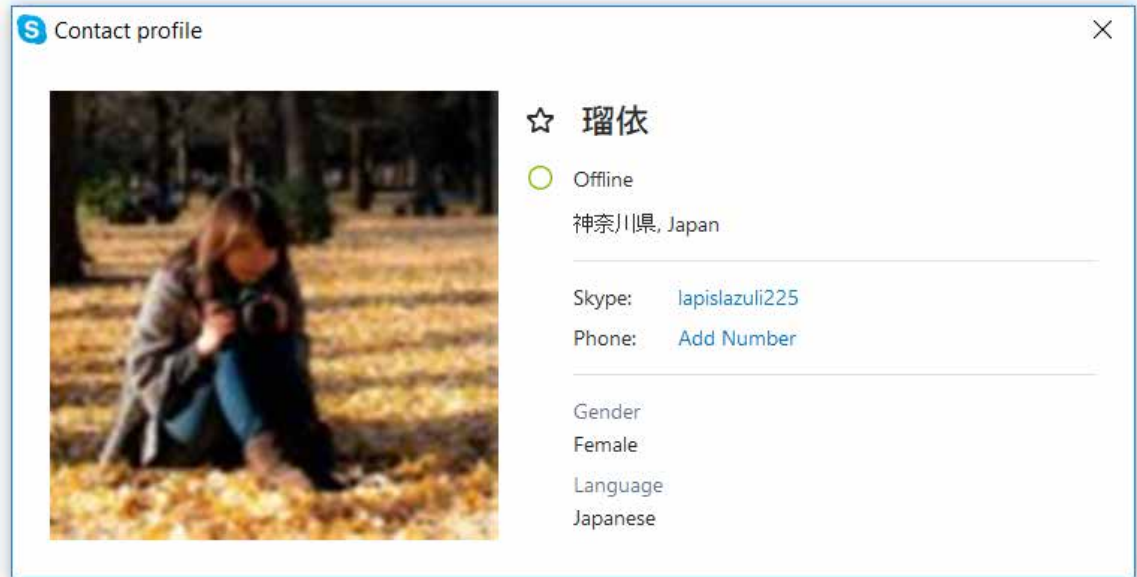 Contact profile
瑠依
Offline
神奈川県, Japan
Skype: lapislazuli225
Phone: Add Number
Gender
Female
Language
Japanese